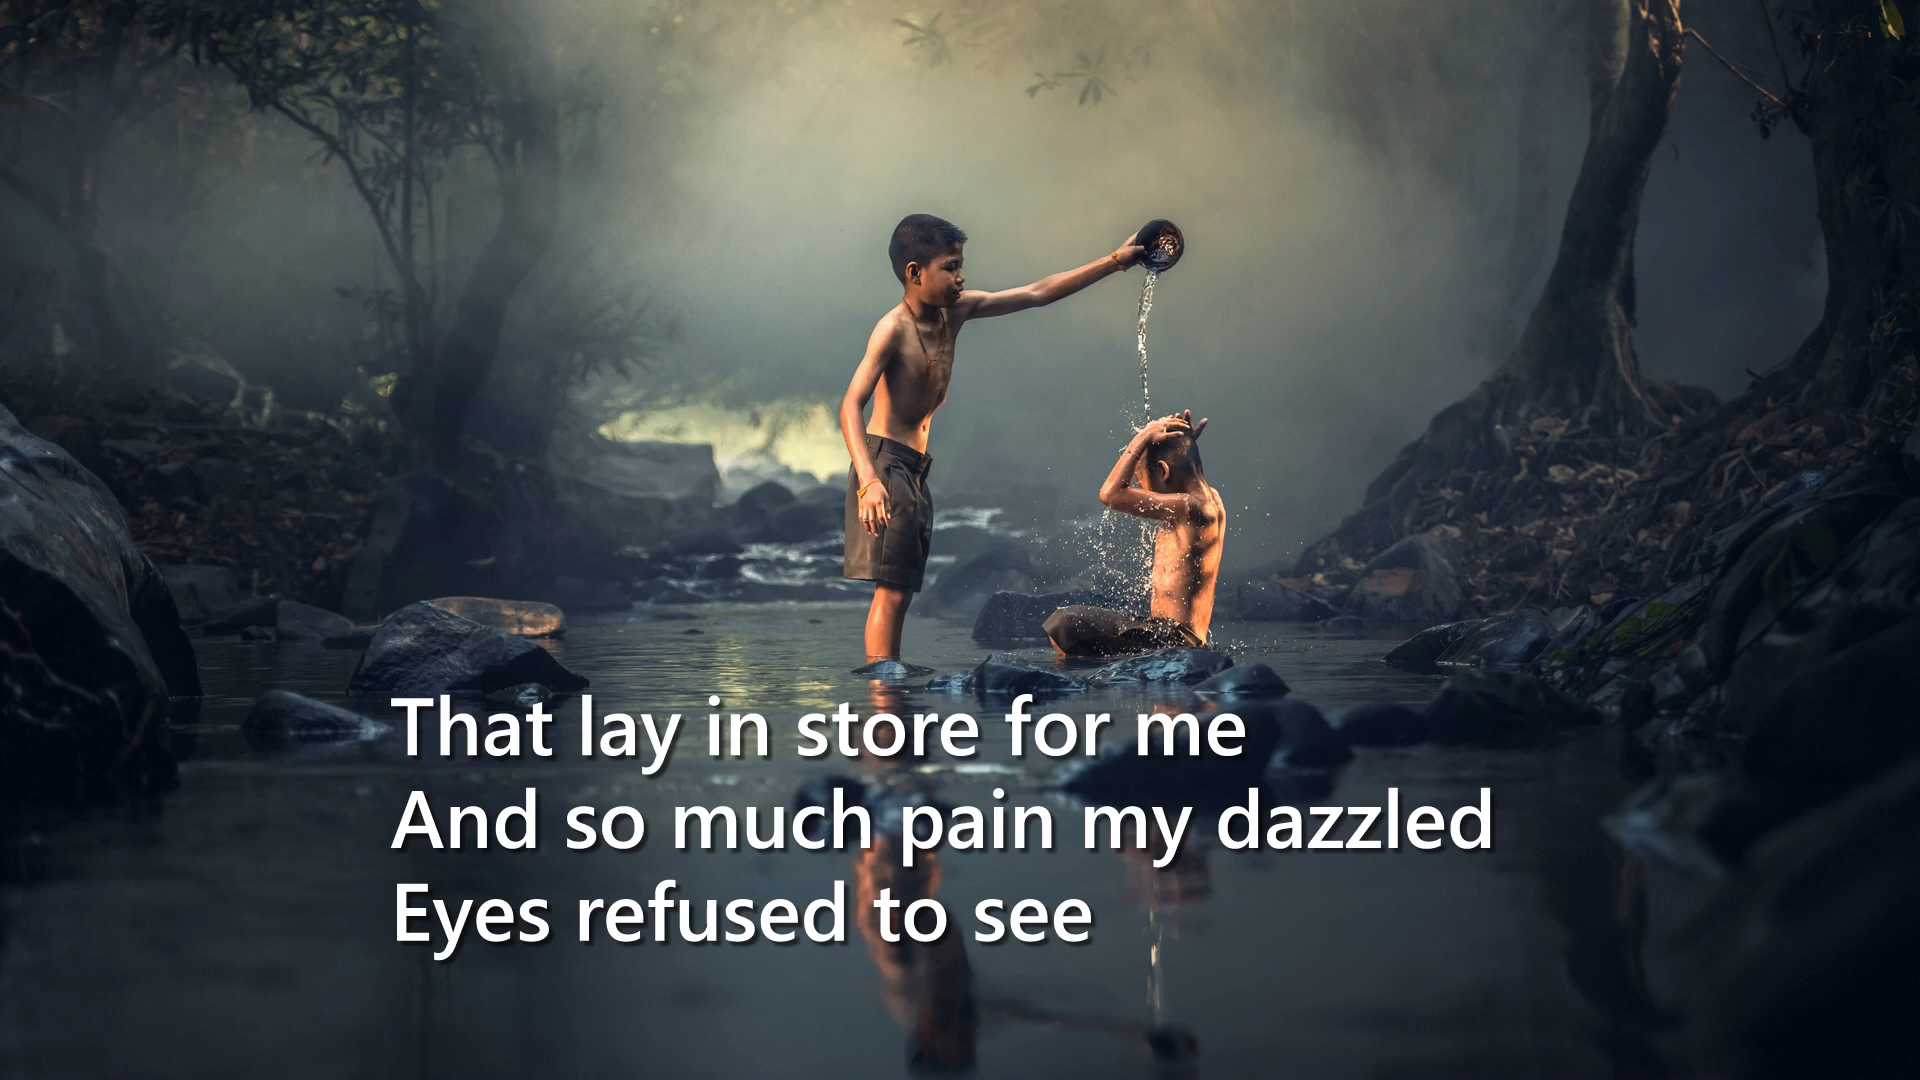 That lay in store for me
And so much pain my dazzled
Eyes refused to see